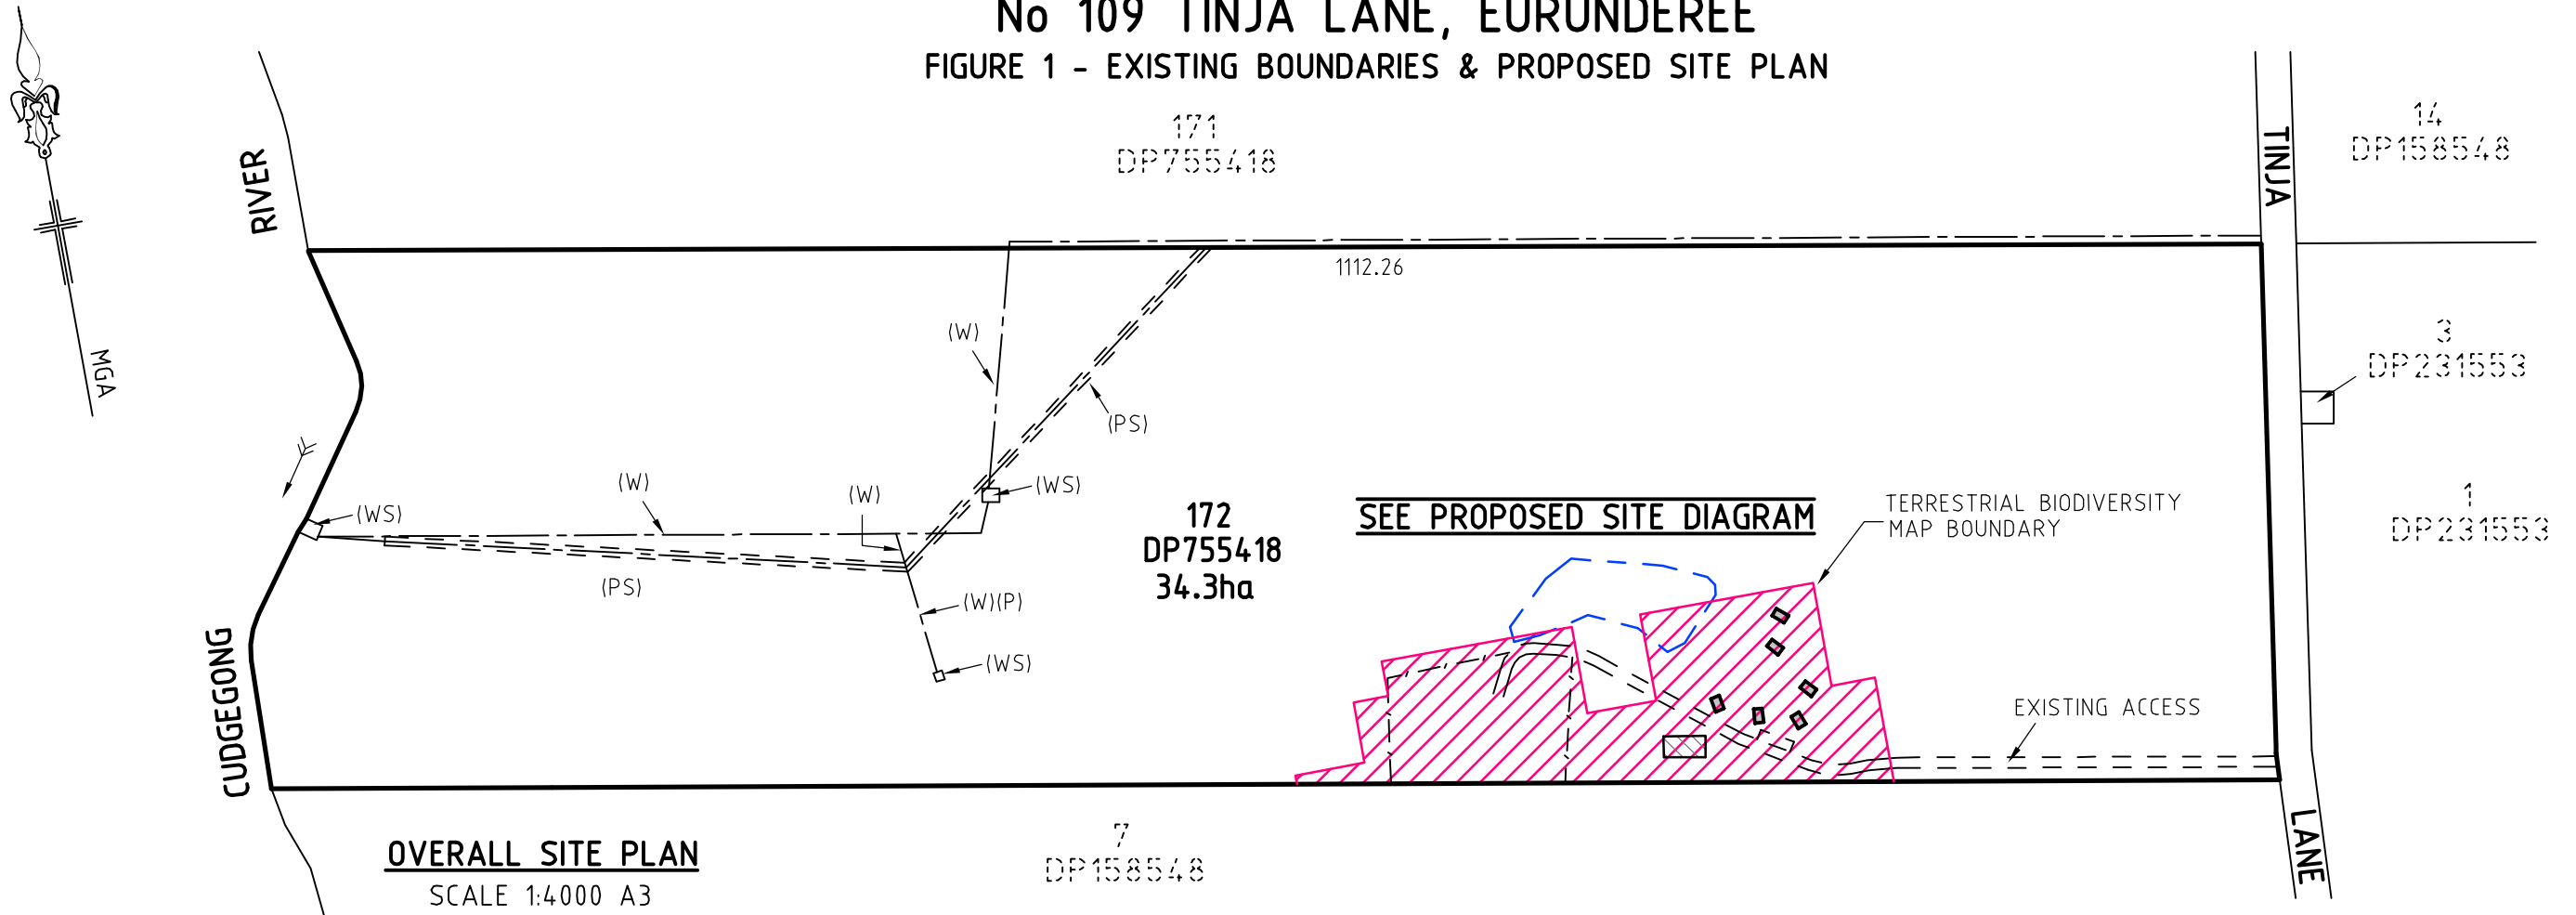 No 109 TINJA LANE, EURUNDEREE
FIGURE 1 - EXISTING BOUNDARIES & PROPOSED SITE PLAN
171
DP755418
14
DP158548
TINJA
RIVER
MGA
1112.26
(W)
(PS)
3
DP231553
(W)
(W)
(WS)
(WS)
172
DP755418
34.3ha
SEE PROPOSED SITE DIAGRAM
TERRESTRIAL BIODIVERSITY
MAP BOUNDARY
1
DP231553
(PS)
(W)(P)
(WS)
CUDGEGONG
EXISTING ACCESS
LANE
7
DP158548
OVERALL SITE PLAN
SCALE 1:4000 A3